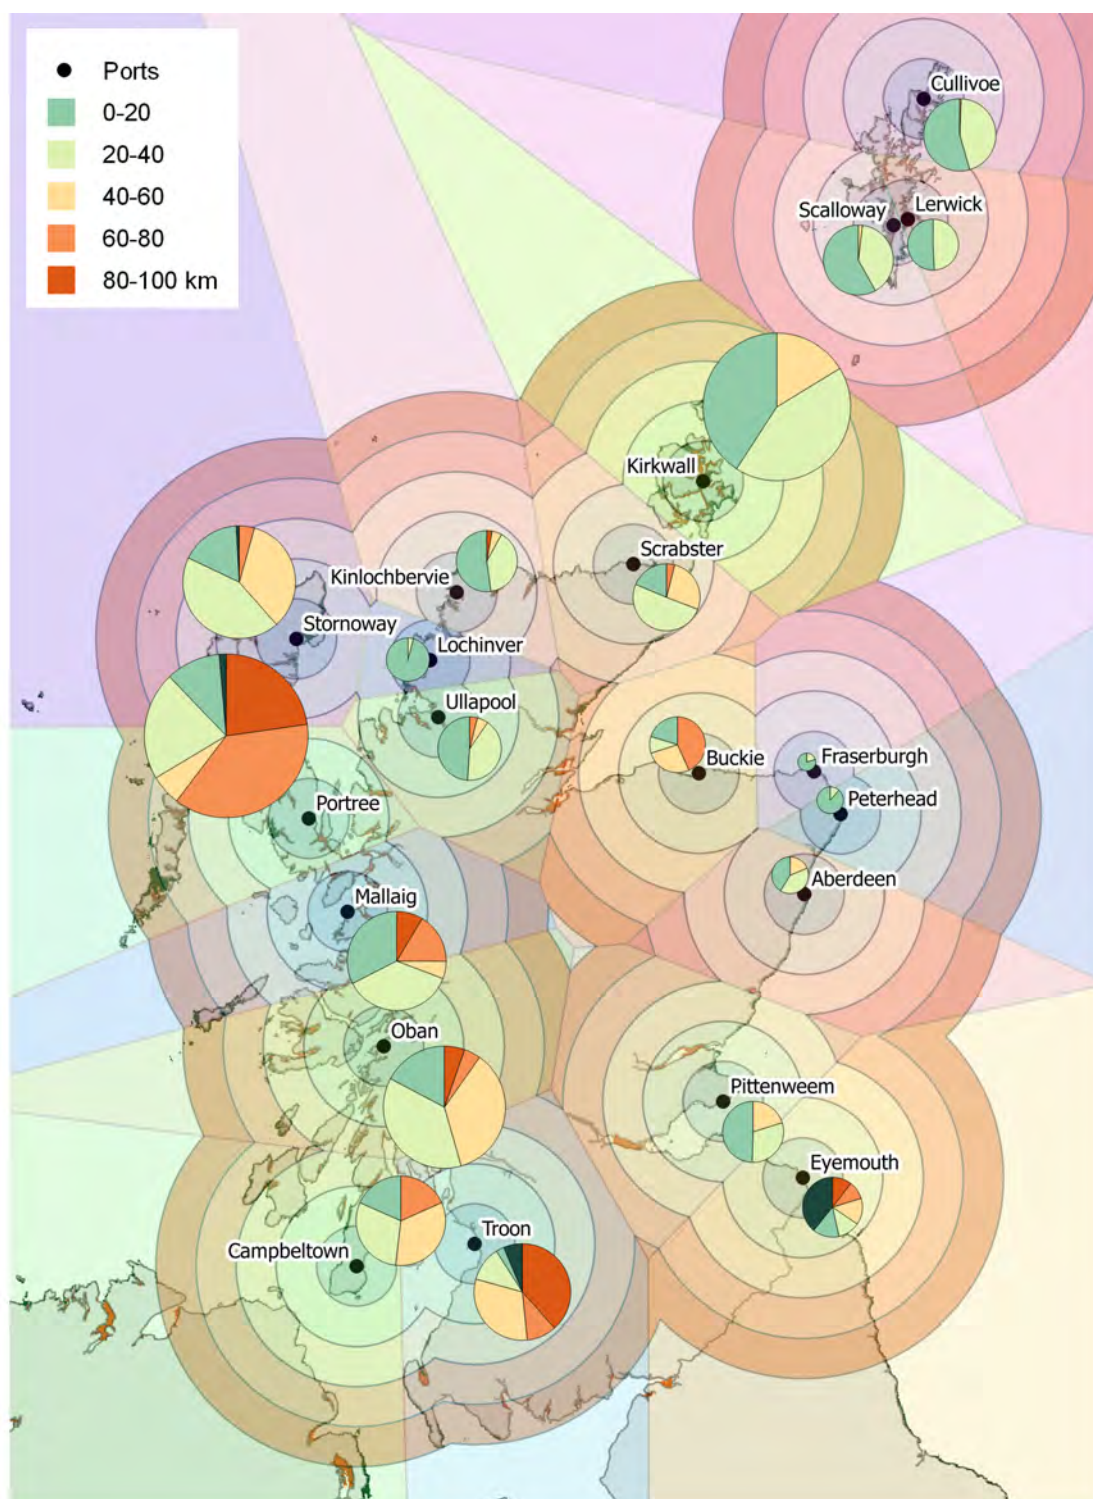 Ports
0-20
20-40
40-60
60-80
80-100 km
Cullivoe
Scalloway
Lerwick
Kirkwall
Scrabster
Kinlochbervie
Stornoway
Lochinver
Ullapool
Buckie
Fraserburgh
Peterhead
Portree
Aberdeen
Mallaig
Oban
Pittenweem
Eyemouth
Troon
Campbeltown